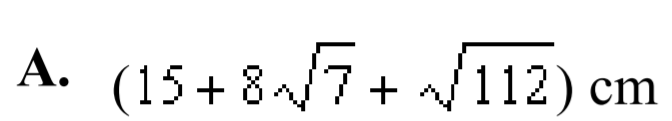 A. (15 + 8√7 + √112) cm